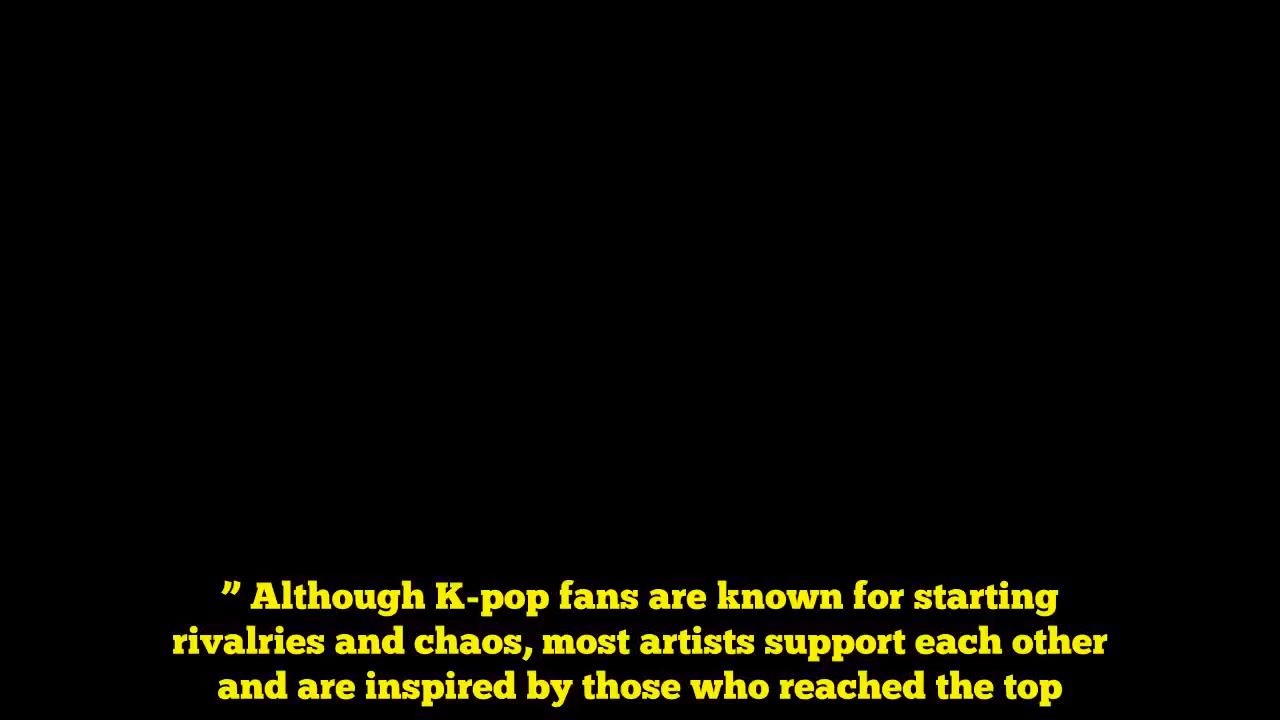 ” Although K-pop fans are known for starting
rivalries and chaos, most artists support each other
and are inspired by those who reached the top